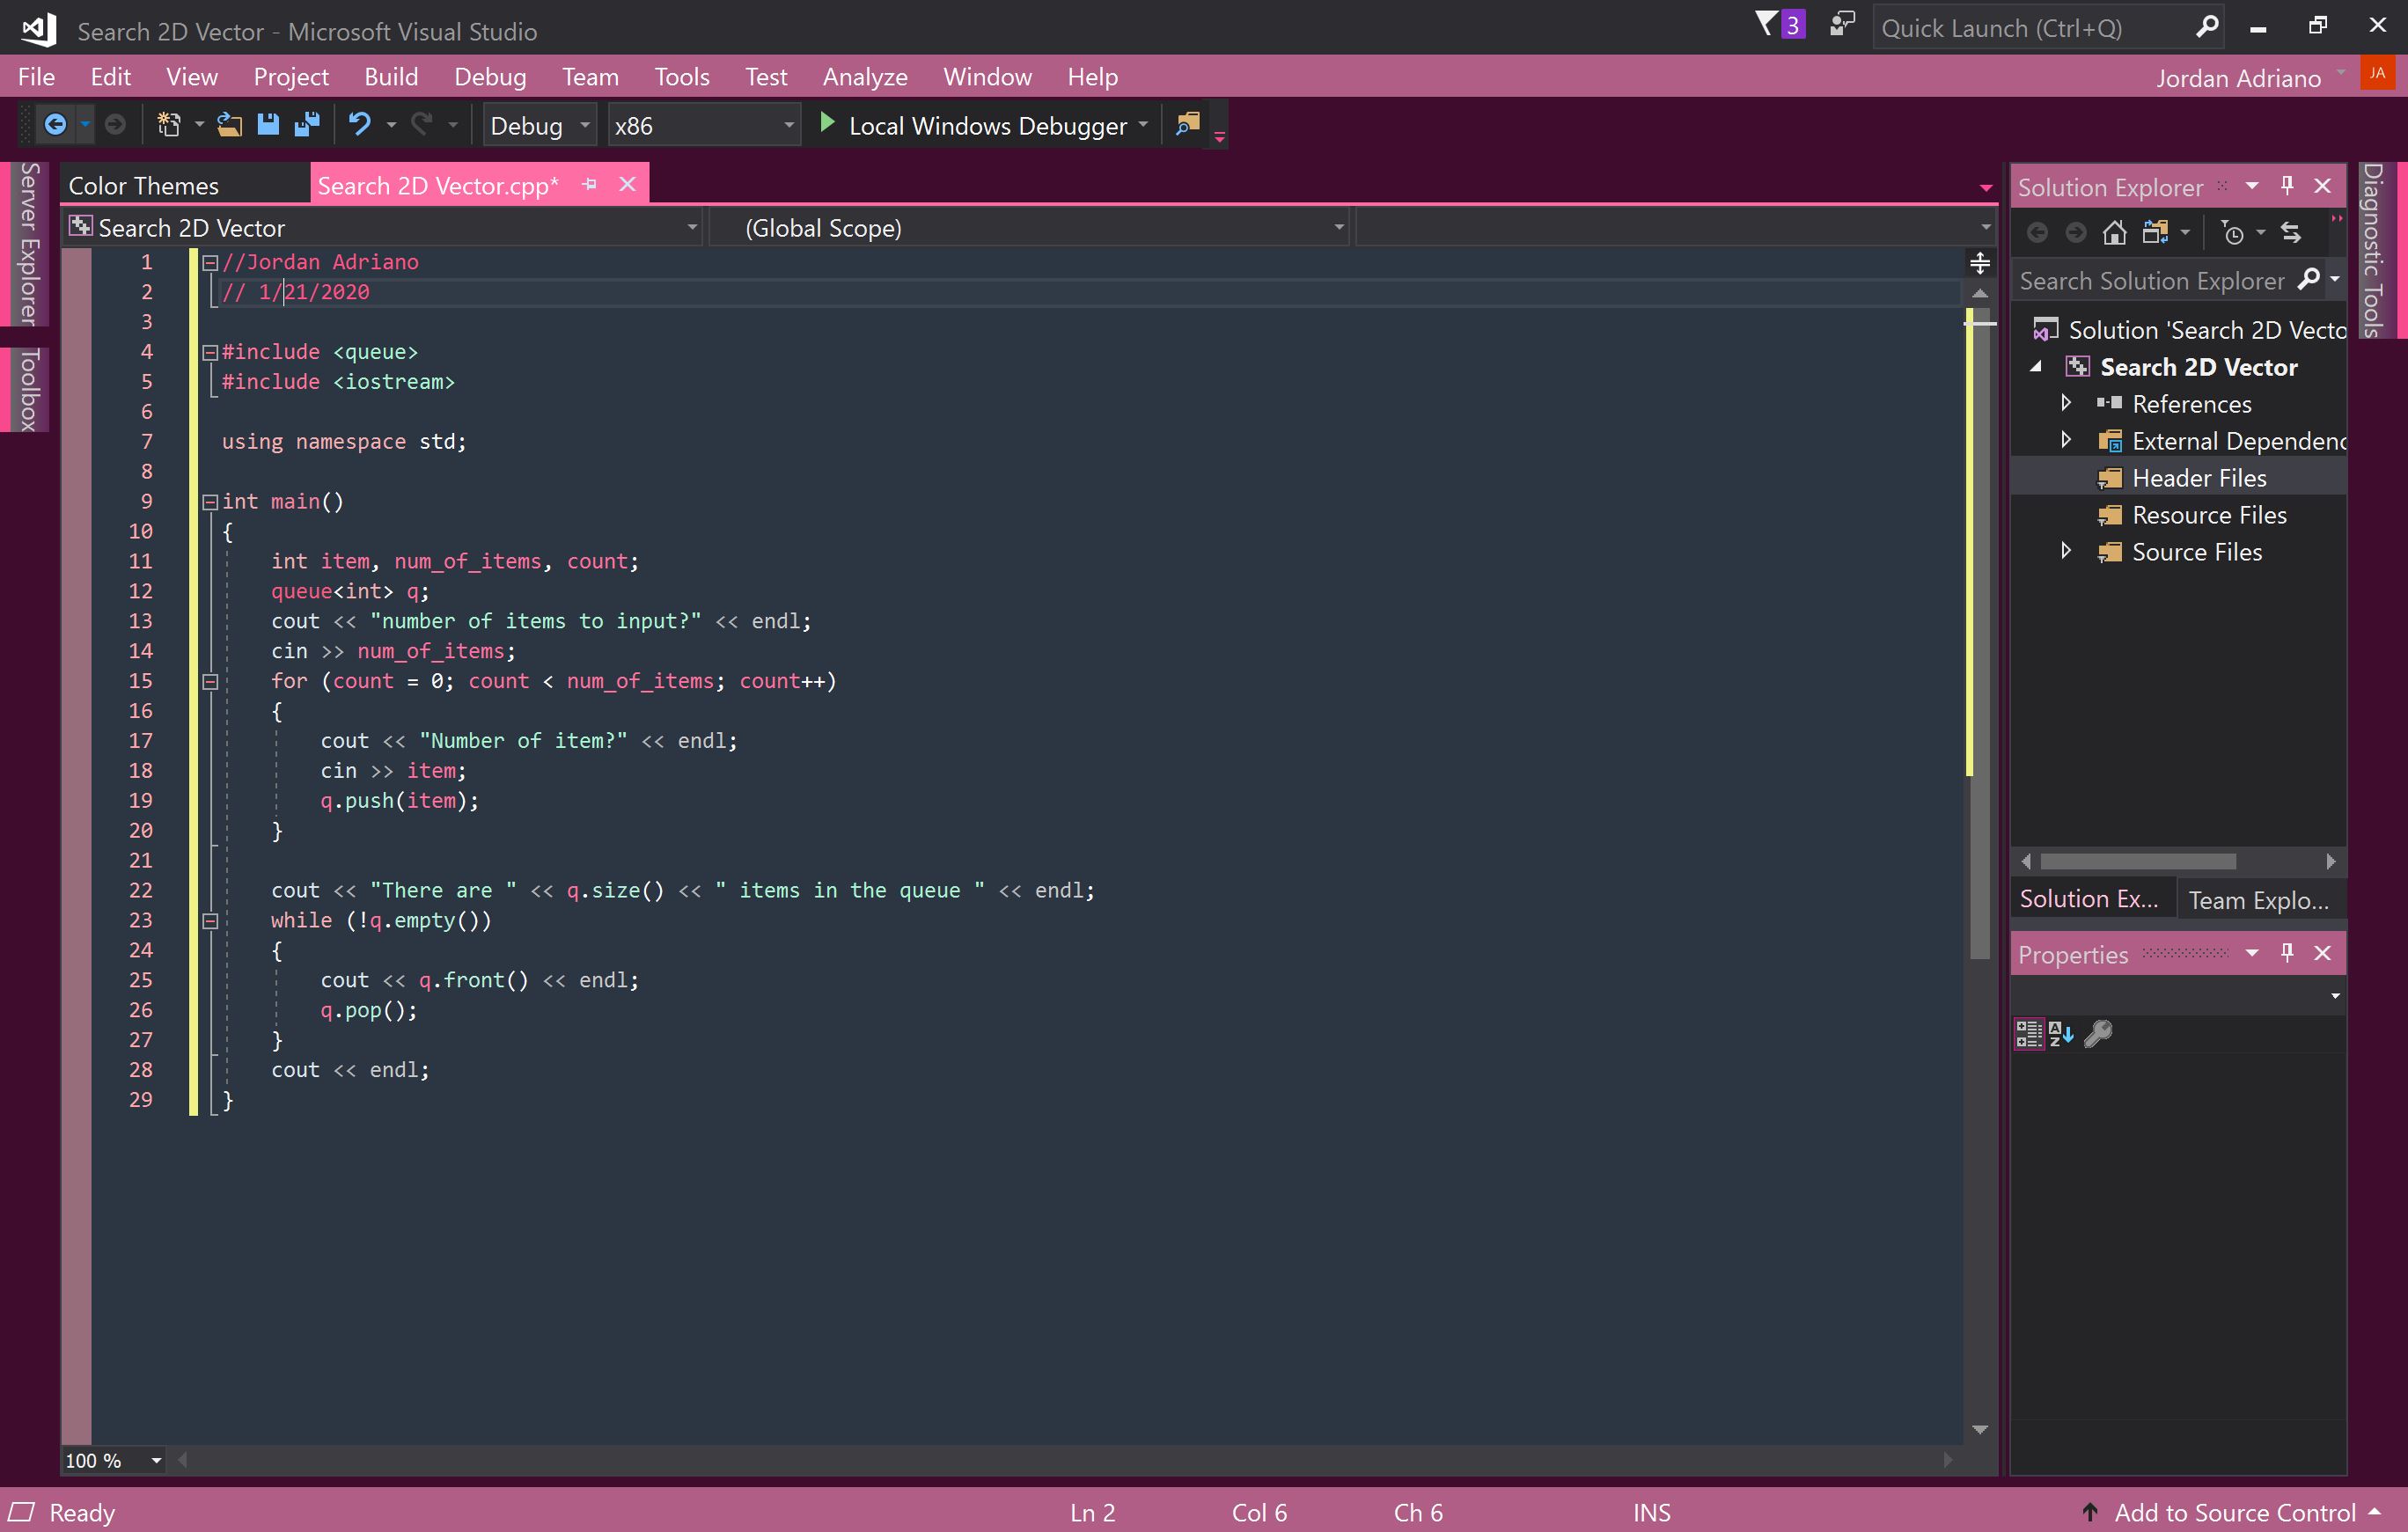 Search 2D Vector - Microsoft Visual Studio
3
Quick Launch (Ctrl+Q)
File Edit View Project Build Debug Team Tools Test Analyze Window Help
Jordan Adriano
JA
Debug
x86
Local Windows Debugger
Server Explorer
Toolbox
Color Themes
Search 2D Vector.cpp*
Search 2D Vector
(Global Scope)
1 //Jordan Adriano
2 // 1/21/2020
3
4 #include <queue>
5 #include <iostream>
6
7 using namespace std;
8
9 int main()
10 {
11 int item, num_of_items, count;
12 queue<int> q;
13 cout << "number of items to input?" << endl;
14 cin >> num_of_items;
15 for (count = 0; count < num_of_items; count++)
16 {
17 cout << "Number of item?" << endl;
18 cin >> item;
19 q.push(item);
20 }
21
22 cout << "There are " << q.size() << " items in the queue " << endl;
23 while (!q.empty())
24 {
25 cout << q.front() << endl;
26 q.pop();
27 }
28 cout << endl;
29 }
100 %
Solution Explorer
Search Solution Explorer
Solution 'Search 2D Vecto
Search 2D Vector
References
External Dependenc
Header Files
Resource Files
Source Files
Solution Ex...
Team Explo...
Properties
Diagnostic Tools
Ready
Ln 2
Col 6
Ch 6
INS
Add to Source Control